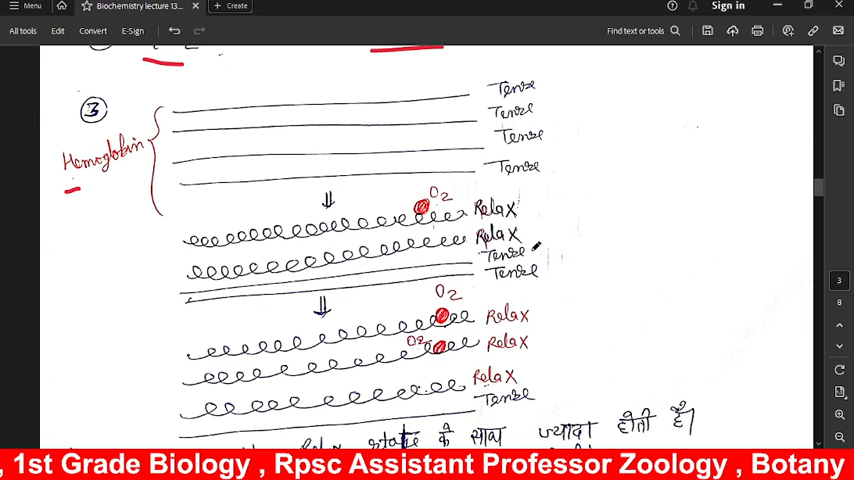 Menu
Biochemistry lecture 13...
Create
Sign in
All tools
Edit
Convert
E-Sign
Find text or tools
3
Hemoglobin
Tense
Tense
Tense
Tense
O2
Relax
Relax
Tense
Tense
O2
Relax
O2
Relax
Relax
Tense
Relax state के साथ ज्यादा होती है।
3
8
, 1st Grade Biology , Rpsc Assistant Professor Zoology , Botany